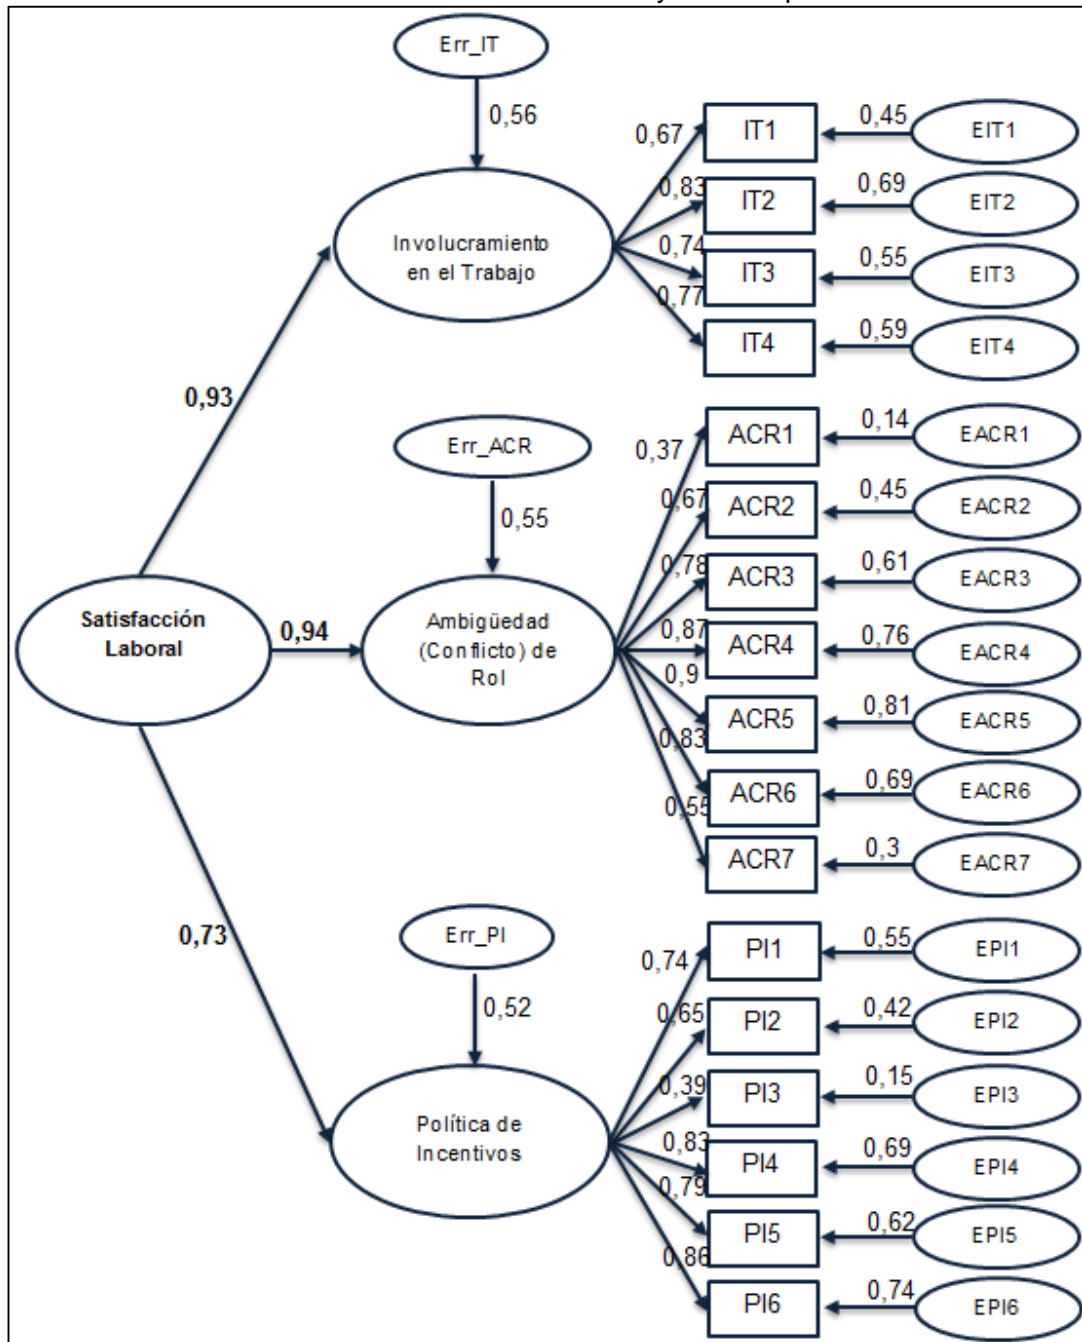 Err_IT
0,56
Involucramiento
en el Trabajo
0,67
0,83
0,74
0,77
IT1
IT2
IT3
IT4
0,45
0,69
0,55
0,59
EIT1
EIT2
EIT3
EIT4
0,93
Err_ACR
0,55
Satisfacción
Laboral
0,94
Ambigüedad
(Conflicto) de
Rol
0,37
0,67
0,78
0,87
0,9
0,83
0,55
ACR1
ACR2
ACR3
ACR4
ACR5
ACR6
ACR7
0,14
0,45
0,61
0,76
0,81
0,69
0,3
EACR1
EACR2
EACR3
EACR4
EACR5
EACR6
EACR7
0,73
Err_PI
0,52
Política de
Incentivos
0,74
0,65
0,39
0,83
0,79
0,86
PI1
PI2
PI3
PI4
PI5
PI6
0,55
0,42
0,15
0,69
0,62
0,74
EPI1
EPI2
EPI3
EPI4
EPI5
EPI6